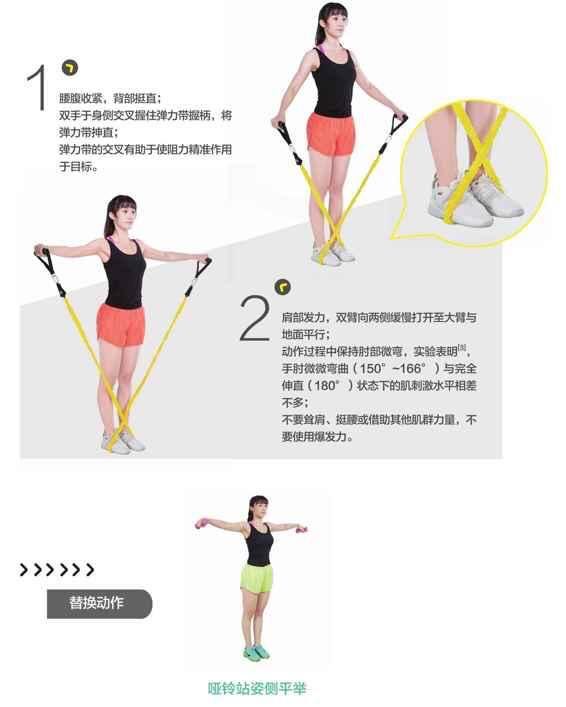 1
腰腹收紧，背部挺直；
双手于身侧交叉握住弹力带握柄，将
弹力带抻直；
弹力带的交叉有助于使阻力精准作用
于目标。
2
肩部发力，双臂向两侧缓慢打开至大臂与
地面平行；
动作过程中保持肘部微弯，实验表明[8]，
手肘微微弯曲（150°~166°）与完全
伸直（180°）状态下的肌刺激水平相差
不多；
不要耸肩、挺腰或借助其他肌群力量，不
要使用爆发力。
替换动作
哑铃站姿侧平举